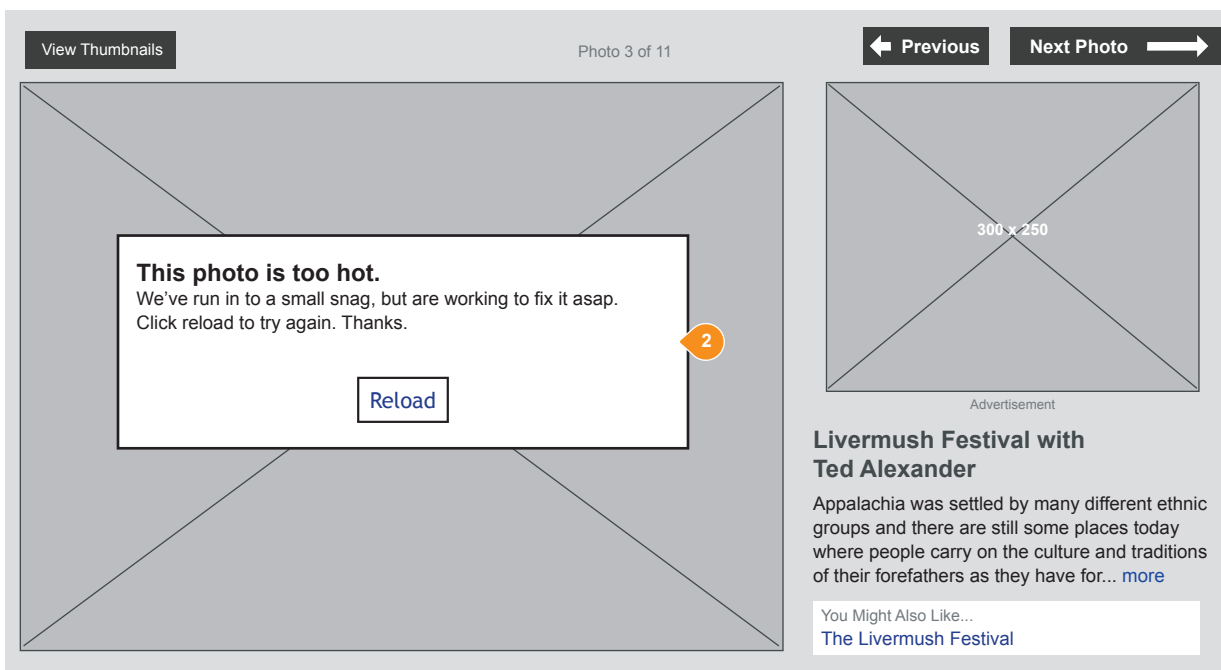 View Thumbnails
Photo 3 of 11
Previous
Next Photo
This photo is too hot.
We’ve run in to a small snag, but are working to fix it asap.
Click reload to try again. Thanks.
2
Reload
300 x 250
Advertisement
Livermush Festival with
Ted Alexander
Appalachia was settled by many different ethnic
groups and there are still some places today
where people carry on the culture and traditions
of their forefathers as they have for... more
You Might Also Like...
The Livermush Festival